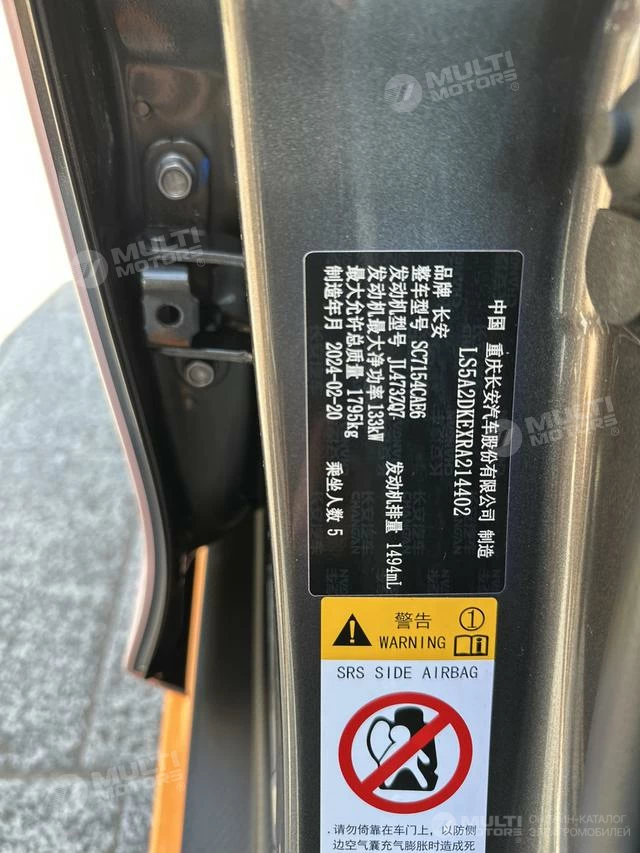 MULTI
MOTORS®
MULTI
MOTORS®
MULTI
MOTORS®
MULTI
MOTORS
MULTI
MOTORS
ОНЛАЙН-КАТАЛОГ
ЭЛЕКТРОМОБИЛЕЙ
中国 重庆长安汽车股份有限公司 制造
LS5A2DKEXRA214402
品牌 长安
整车型号 SC7154CAE6
发动机型号 JL473ZQ7 发动机排量 1494mL
发动机最大净功率 133kW
最大允许总质量 1795kg
制造年月 2024-02-20 乘坐人数 5
警告 ①
WARNING
SRS SIDE AIRBAG
.请勿倚靠在车门上，以防侧
边空气囊充气膨胀时造成死